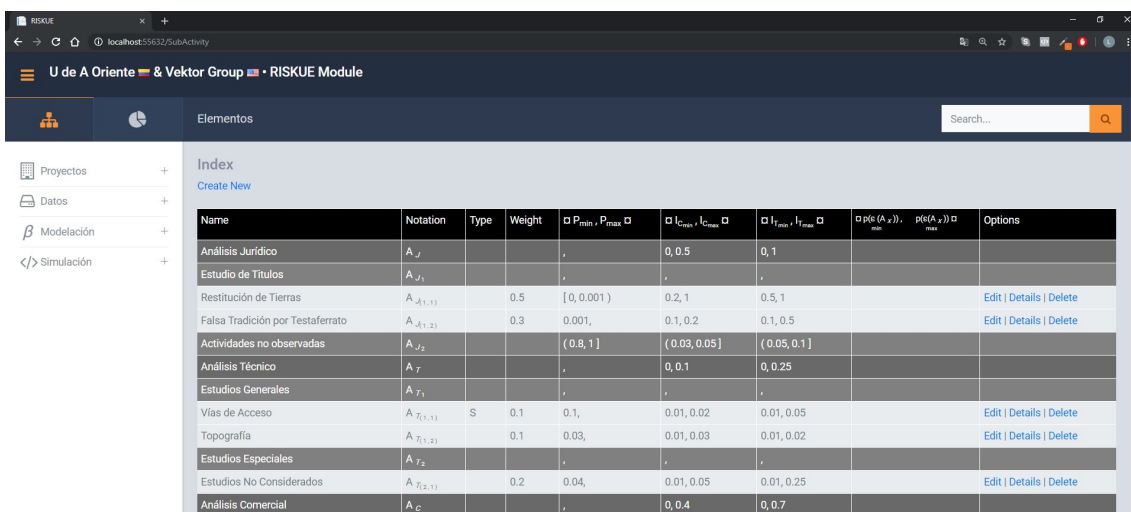 RISKUE
localhost:55632/SubActivity
U de A Oriente & Vektor Group • RISKUE Module
Elementos
Search...
Proyectos +
Datos +
β Modelación +
</> Simulación +
Index
Create New
Name Notation Type Weight ¤ Pmin , Pmax ¤ ¤ ICmin , ICmax ¤ ¤ ITmin , ITmax ¤ ¤ p(ε (A x))min , p(ε(A x))max ¤ Options
Análisis Jurídico A J , 0, 0.5 0, 1
Estudio de Titulos A J1 , , ,
Restitución de Tierras A J(1,1) 0.5 [ 0, 0.001 ) 0.2, 1 0.5, 1 Edit | Details | Delete
Falsa Tradición por Testaferrato A J(1,2) 0.3 0.001, 0.1, 0.2 0.1, 0.5 Edit | Details | Delete
Actividades no observadas A J2 ( 0.8, 1 ] ( 0.03, 0.05 ] ( 0.05, 0.1 ]
Análisis Técnico A T , 0, 0.1 0, 0.25
Estudios Generales A T1 , , ,
Vías de Acceso A T(1,1) S 0.1 0.1, 0.01, 0.02 0.01, 0.05 Edit | Details | Delete
Topografía A T(1,2) 0.1 0.03, 0.01, 0.03 0.01, 0.02 Edit | Details | Delete
Estudios Especiales A T2 , , ,
Estudios No Considerados A T(2,1) 0.2 0.04, 0.01, 0.05 0.01, 0.25 Edit | Details | Delete
Análisis Comercial A C , 0, 0.4 0, 0.7